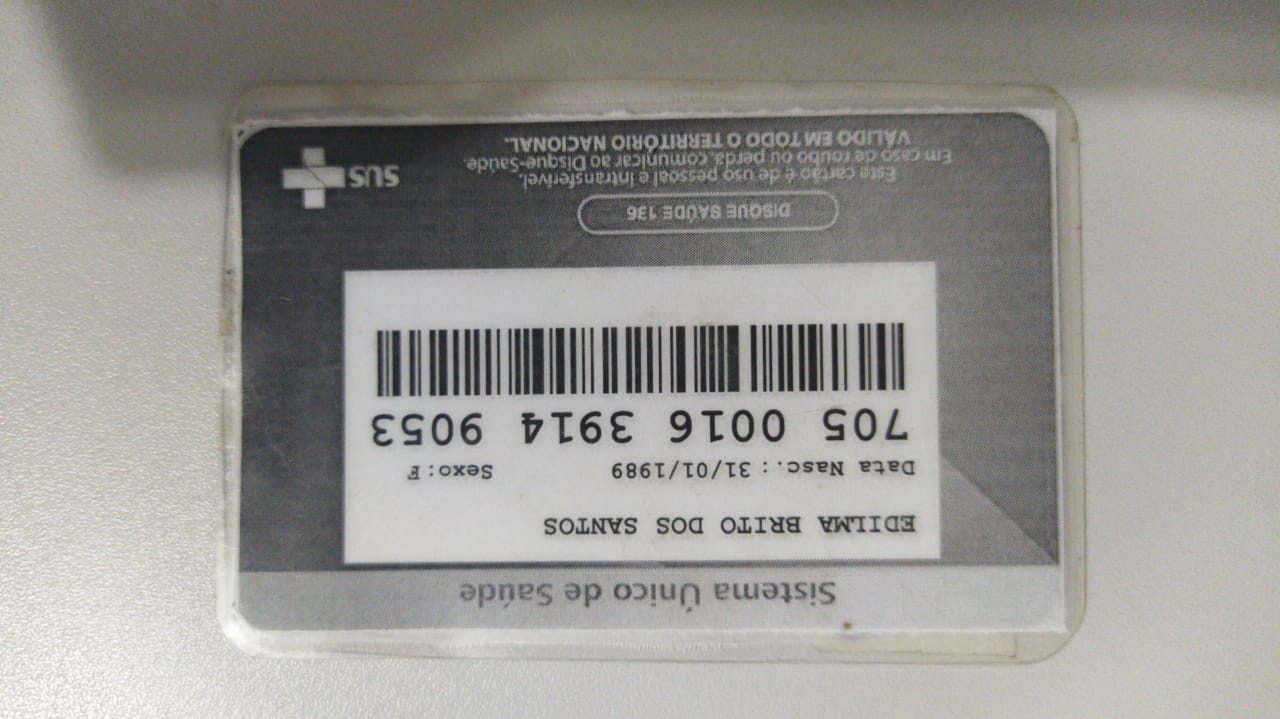 Sistema Único de Saúde
EDILMA BRITO DOS SANTOS
Data Nasc.: 31/01/1989 Sexo: F
705 0016 3914 9053
DISQUE SAÚDE 136
Este cartão é de uso pessoal e intransferível.
Em caso de roubo ou perda, comunicar ao Disque-Saúde.
VÁLIDO EM TODO O TERRITÓRIO NACIONAL.
SUS